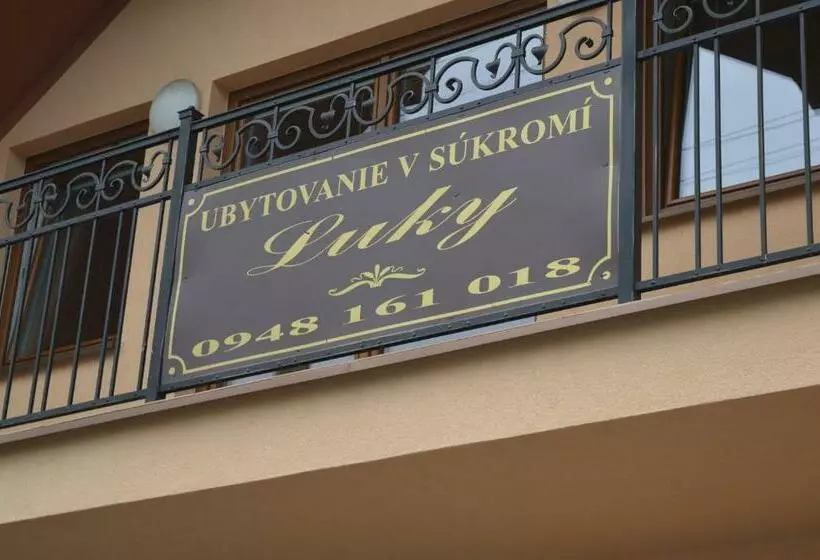 UBYTOVANIE V SÚKROMÍ
Luky
0948 161 018